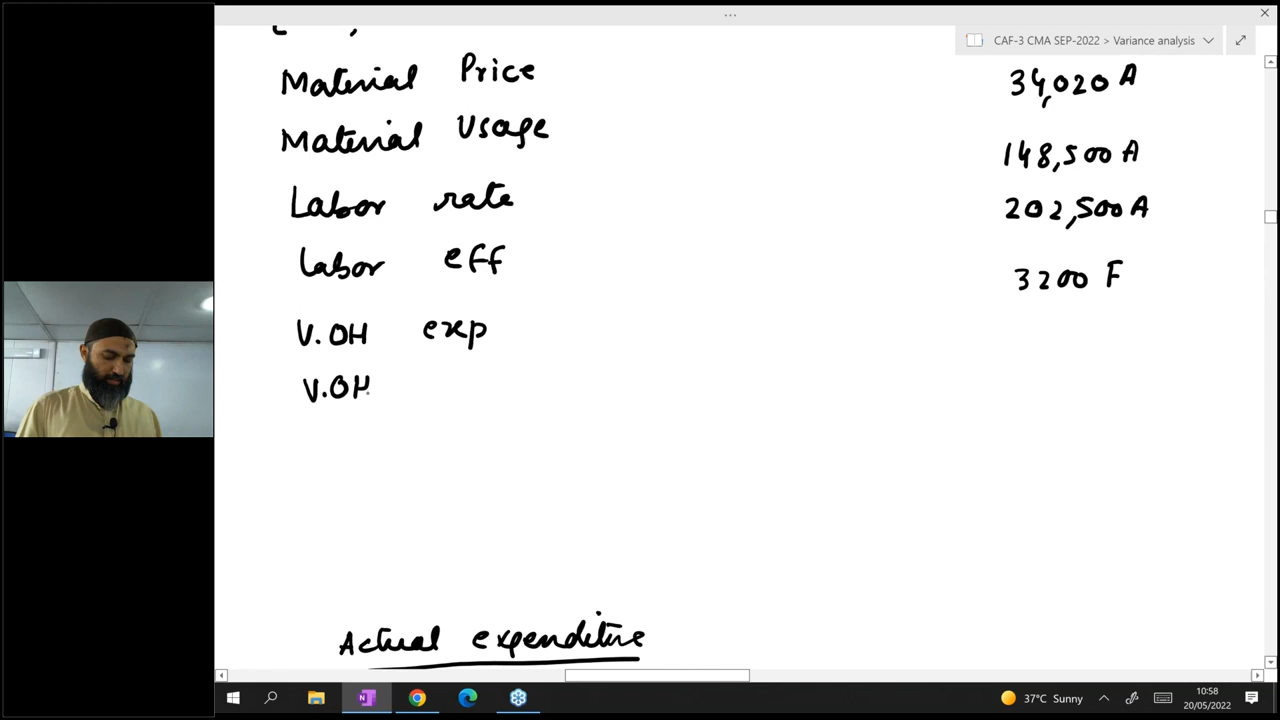 CAF-3 CMA SEP-2022 > Variance analysis
Material Price 34,020 A
Material Usage 148,500 A
Labor rate 202,500 A
Labor eff 3200 F
V.OH exp
V.OH
Actual expenditure
37°C Sunny
10:58
20/05/2022